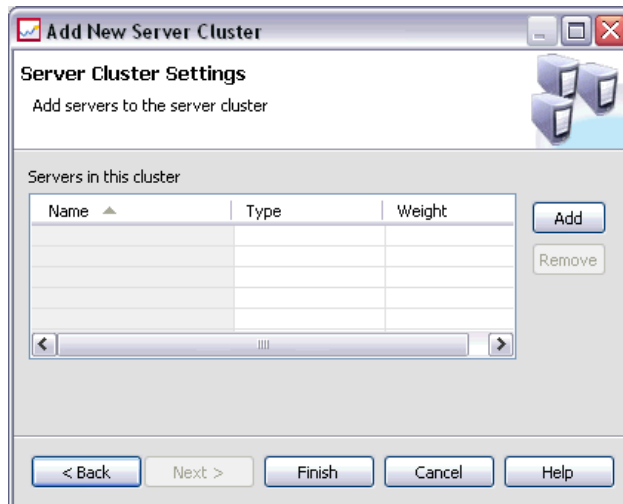 Add New Server Cluster
Server Cluster Settings
Add servers to the server cluster
Servers in this cluster
Name Type Weight
Add
Remove
< Back Next > Finish Cancel Help